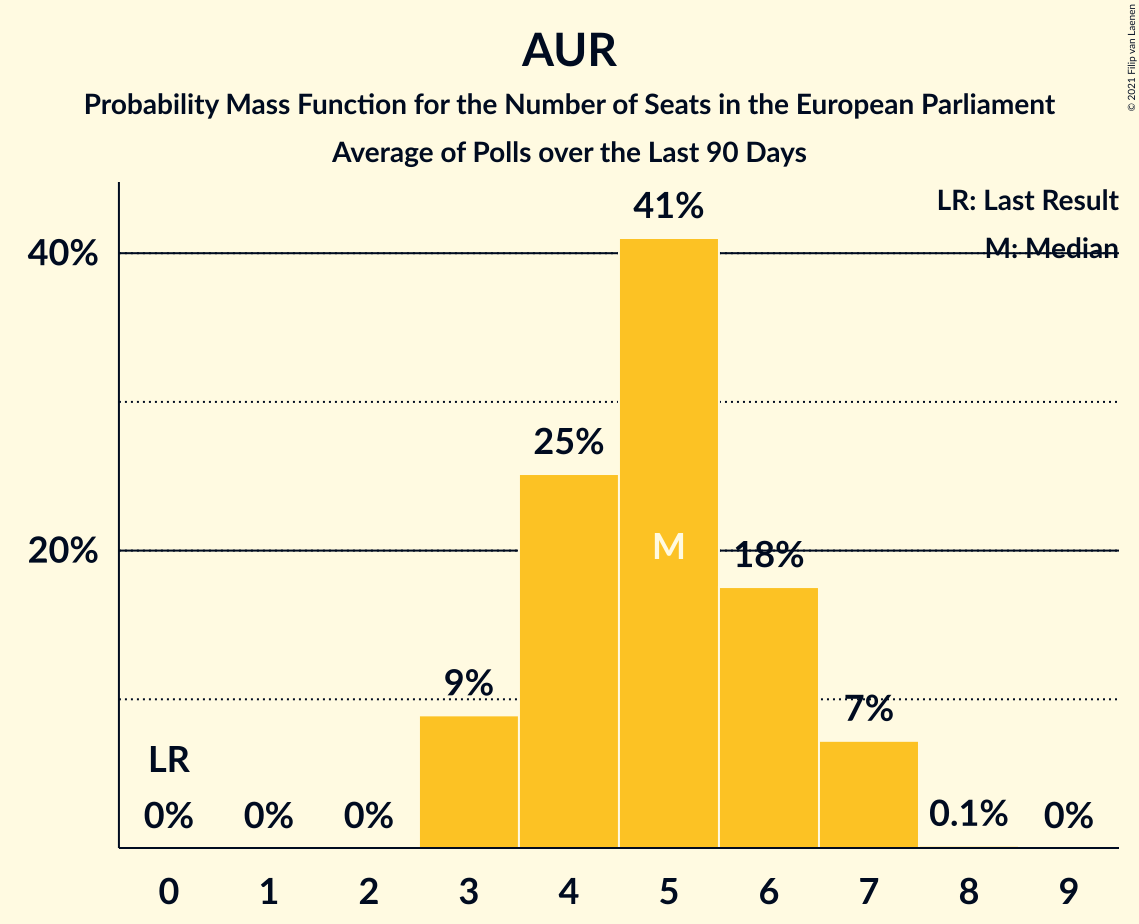 AUR
Probability Mass Function for the Number of Seats in the European Parliament
Average of Polls over the Last 90 Days
© 2021 Filip van Laenen
LR: Last Result
M: Median
40%
20%
41%
25%
M
18%
9%
7%
LR
0%
0%
0%
0.1%
0%
0 1 2 3 4 5 6 7 8 9